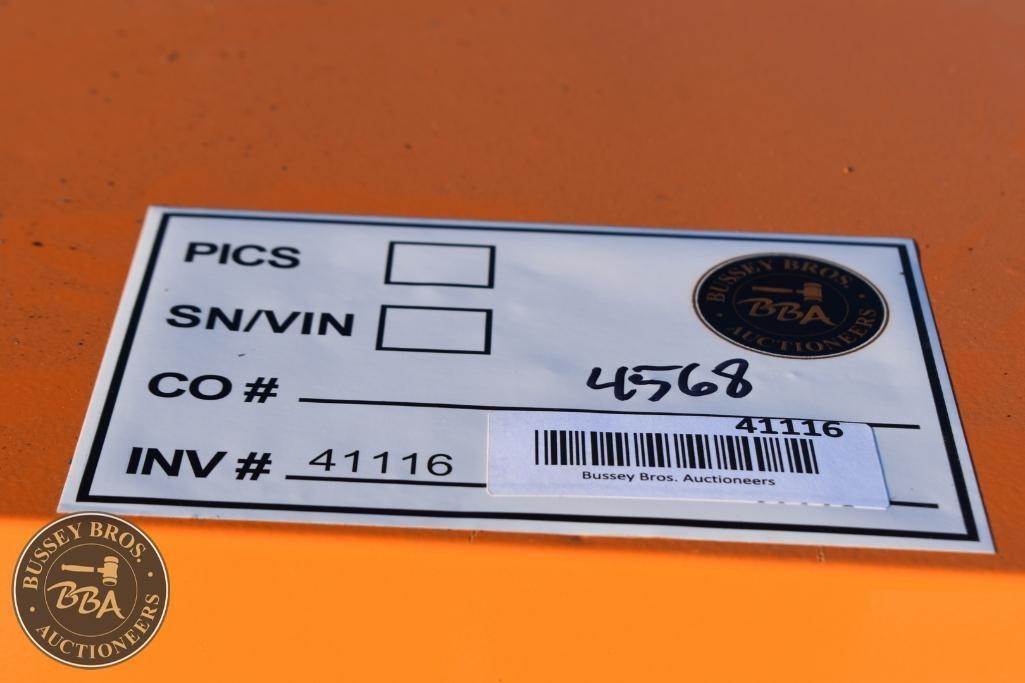 PICS
SN/VIN
BUSSEY BROS.
BBA
AUCTIONEERS
CO # 4568
INV # 41116
41116
Bussey Bros. Auctioneers
BUSSEY BROS.
BBA
AUCTIONEERS